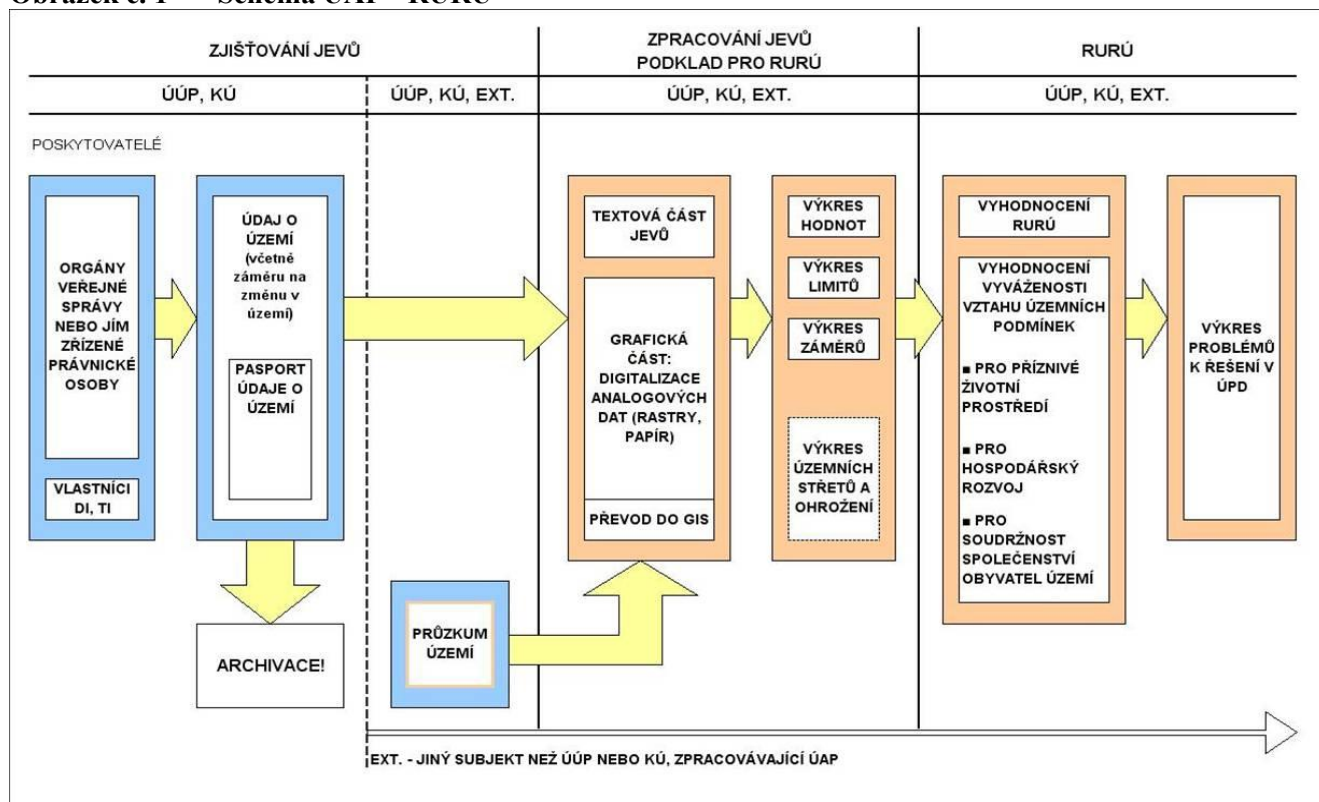 Obrázek č. 1 Schéma ÚAP – RURÚ
ZJIŠŤOVÁNÍ JEVŮ
ZPRACOVÁNÍ JEVŮ
PODKLAD PRO RURÚ
RURÚ
ÚÚP, KÚ
ÚÚP, KÚ, EXT.
ÚÚP, KÚ, EXT.
ÚÚP, KÚ, EXT.
POSKYTOVATELÉ
ORGÁNY
VEŘEJNÉ
SPRÁVY
NEBO JÍM
ZŘÍZENÉ
PRÁVNICKÉ
OSOBY
VLASTNÍCI
DI, TI
ÚDAJ O
ÚZEMÍ
(včetně
záměru na
změnu v
území)
PASPORT
ÚDAJE O
ÚZEMÍ
ARCHIVACE!
PRŮZKUM
ÚZEMÍ
TEXTOVÁ ČÁST
JEVŮ
GRAFICKÁ
ČÁST:
DIGITALIZACE
ANALOGOVÝCH
DAT (RASTRY,
PAPÍR)
PŘEVOD DO GIS
VÝKRES
HODNOT
VÝKRES
LIMITŮ
VÝKRES
ZÁMĚRŮ
VÝKRES
ÚZEMNÍCH
STŘETŮ A
OHROŽENÍ
VYHODNOCENÍ
RURÚ
VYHODNOCENÍ
VYVÁŽENOSTI
VZTAHU ÚZEMNÍCH
PODMÍNEK
■ PRO PŘÍZNIVÉ
ŽIVOTNÍ
PROSTŘEDÍ
■ PRO
HOSPODÁŘSKÝ
ROZVOJ
■ PRO
SOUDRŽNOST
SPOLEČENSTVÍ
OBYVATEL ÚZEMÍ
VÝKRES
PROBLÉMŮ
K ŘEŠENÍ V
ÚPD
EXT. - JINÝ SUBJEKT NEŽ ÚÚP NEBO KÚ, ZPRACOVÁVAJÍCÍ ÚAP